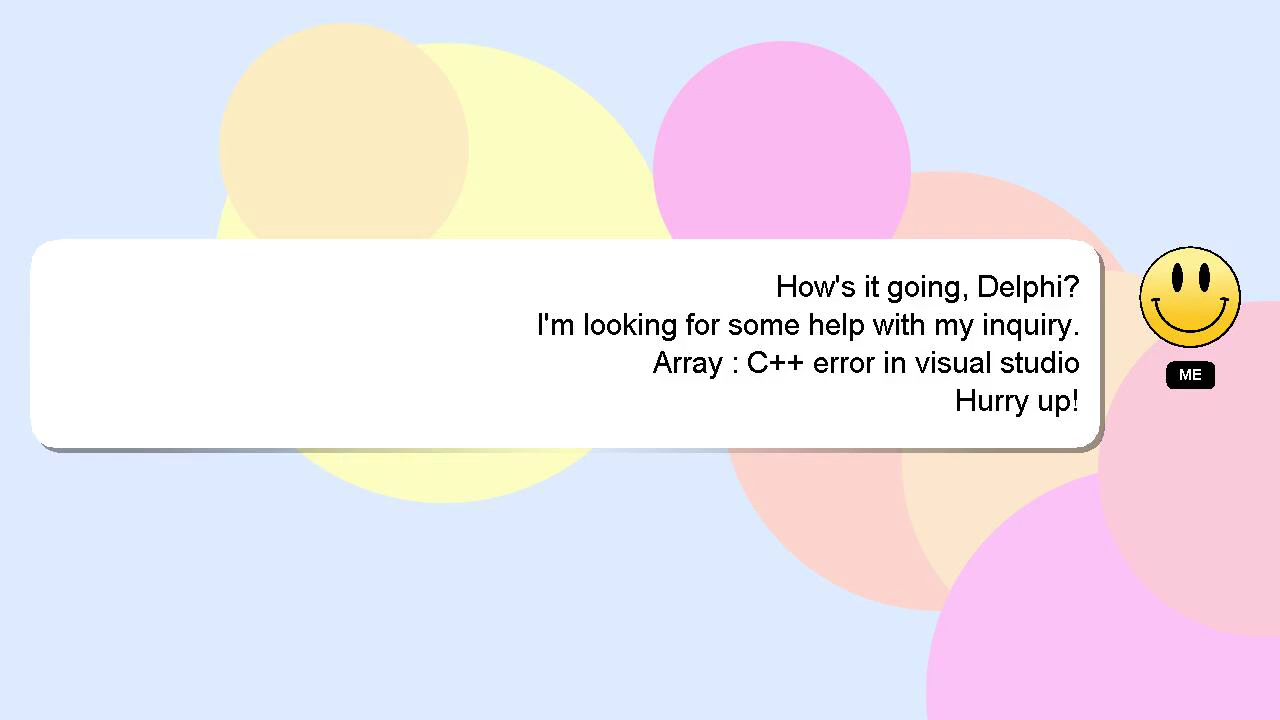 How's it going, Delphi?
I'm looking for some help with my inquiry.
Array : C++ error in visual studio
Hurry up!
ME